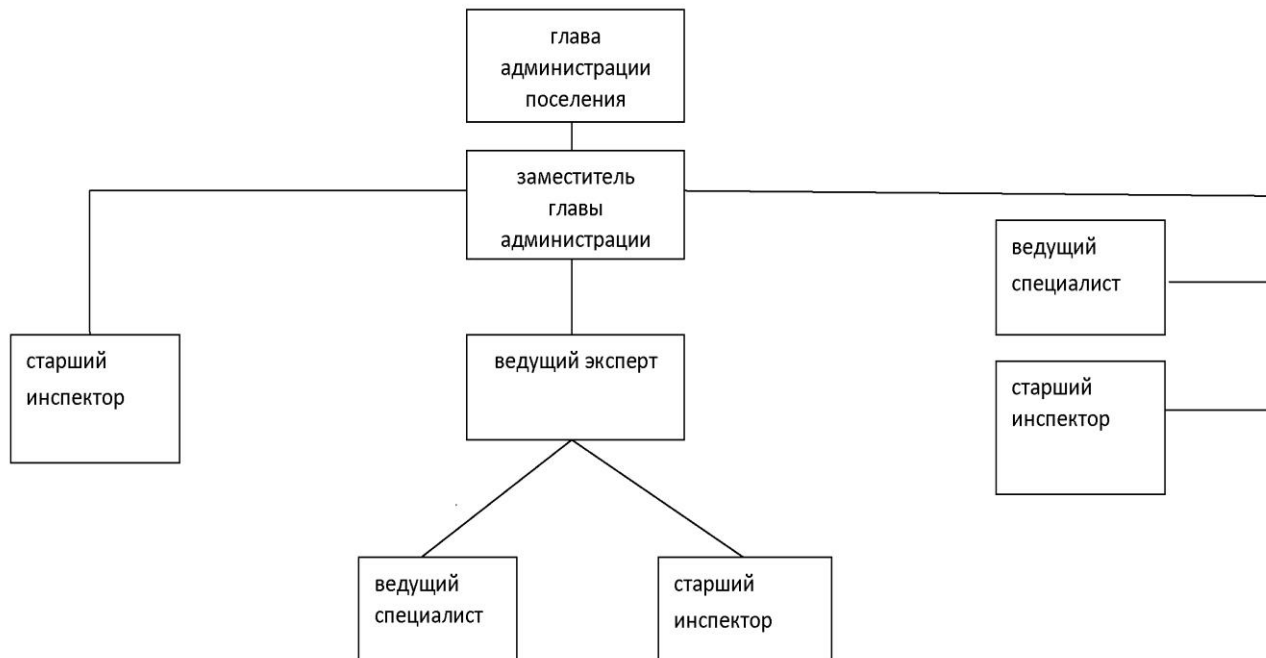 глава
администрации
поселения
заместитель
главы
администрации
ведущий
специалист
старший
инспектор
ведущий эксперт
старший
инспектор
ведущий
специалист
старший
инспектор